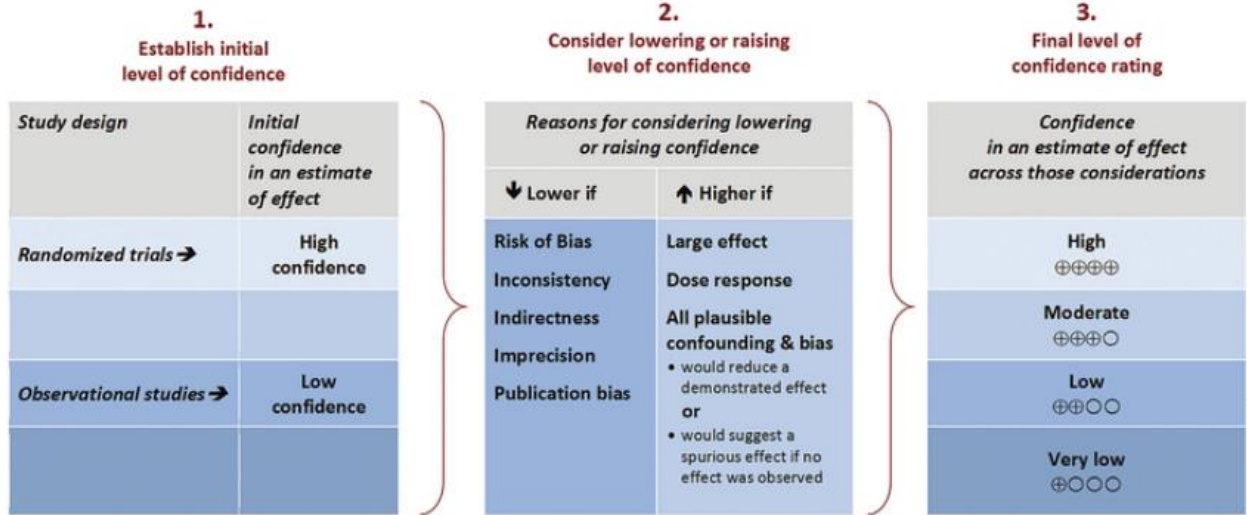 1.
Establish initial
level of confidence
2.
Consider lowering or raising
level of confidence
3.
Final level of
confidence rating
Study design
Initial
confidence
in an estimate
of effect
Randomized trials ➔
High
confidence
Observational studies ➔
Low
confidence
Reasons for considering lowering
or raising confidence
🡻 Lower if
🡹 Higher if
Risk of Bias
Inconsistency
Indirectness
Imprecision
Publication bias
Large effect
Dose response
All plausible
confounding & bias
• would reduce a
demonstrated effect
or
• would suggest a
spurious effect if no
effect was observed
Confidence
in an estimate of effect
across those considerations
High
⊕⊕⊕⊕
Moderate
⊕⊕⊕○
Low
⊕⊕○○
Very low
⊕○○○